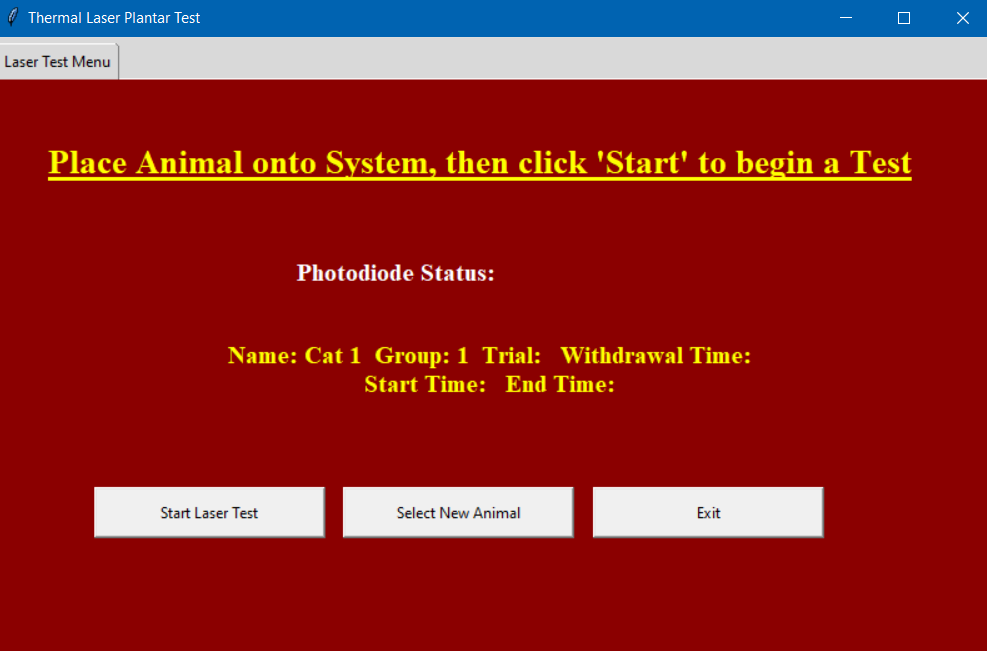 Thermal Laser Plantar Test
Laser Test Menu
Place Animal onto System, then click 'Start' to begin a Test
Photodiode Status:
Name: Cat 1  Group: 1  Trial:   Withdrawal Time:
Start Time:   End Time:
Start Laser Test
Select New Animal
Exit